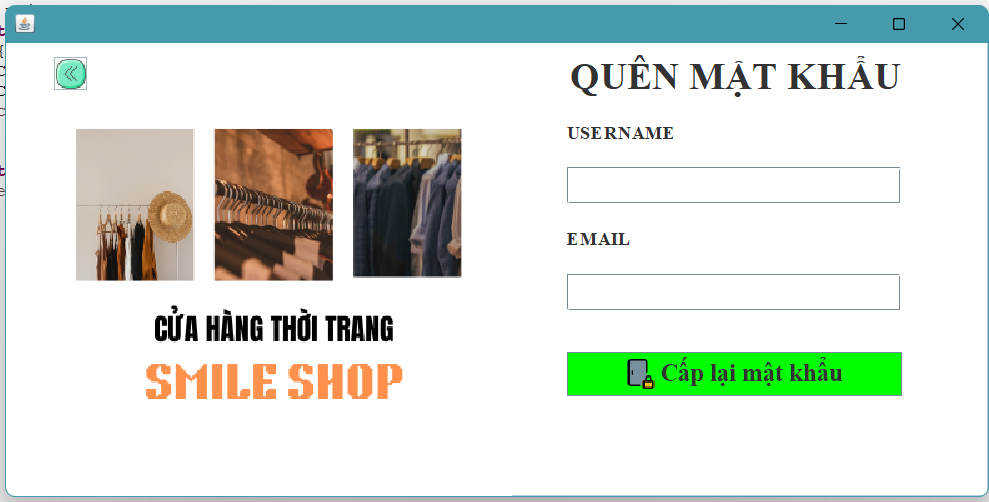 QUÊN MẬT KHẨU
USERNAME
EMAIL
Cấp lại mật khẩu
CỬA HÀNG THỜI TRANG
SMILE SHOP